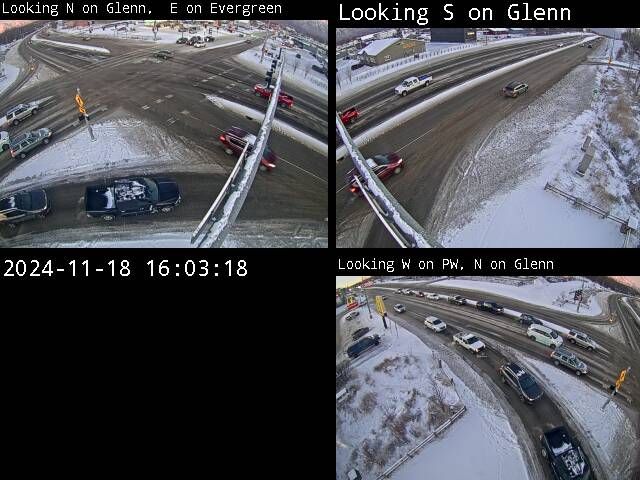 Looking N on Glenn, E on Evergreen
Looking S on Glenn
2024-11-18 16:03:18
Looking W on PW, N on Glenn